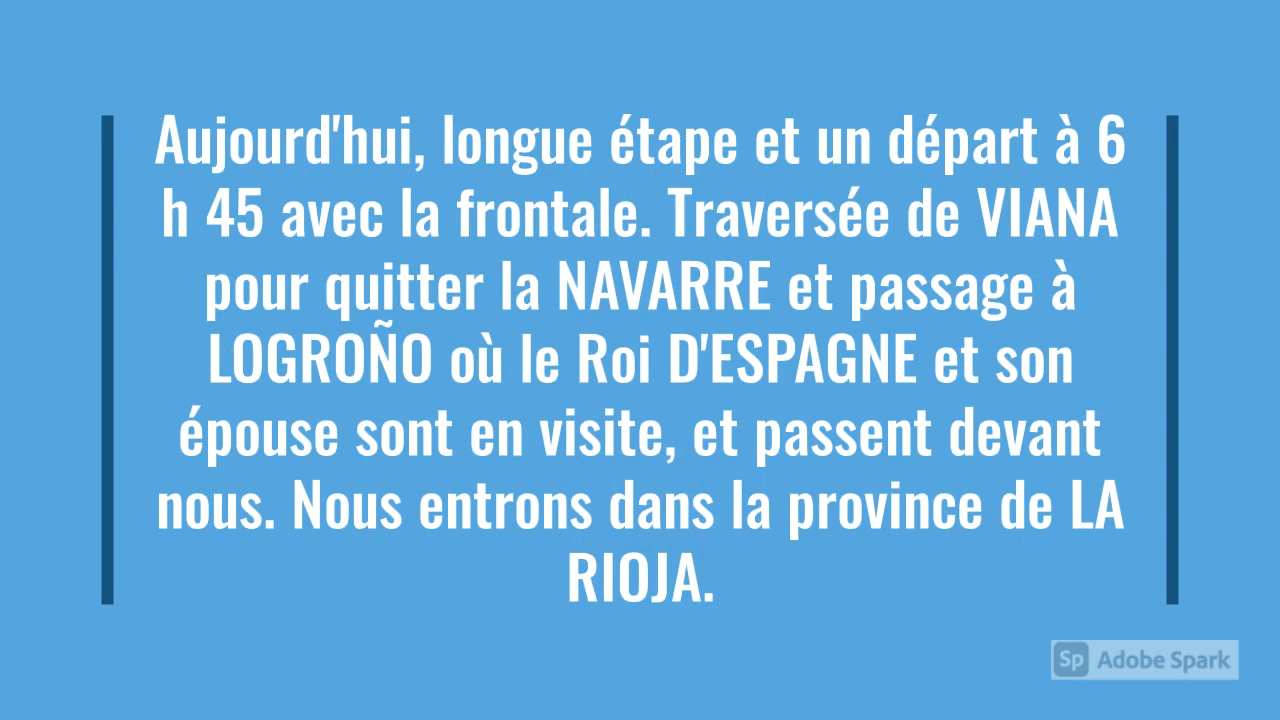 Aujourd'hui, longue étape et un départ à 6
h 45 avec la frontale. Traversée de VIANA
pour quitter la NAVARRE et passage à
LOGROÑO où le Roi D'ESPAGNE et son
épouse sont en visite, et passent devant
nous. Nous entrons dans la province de LA
RIOJA.
Sp Adobe Spark